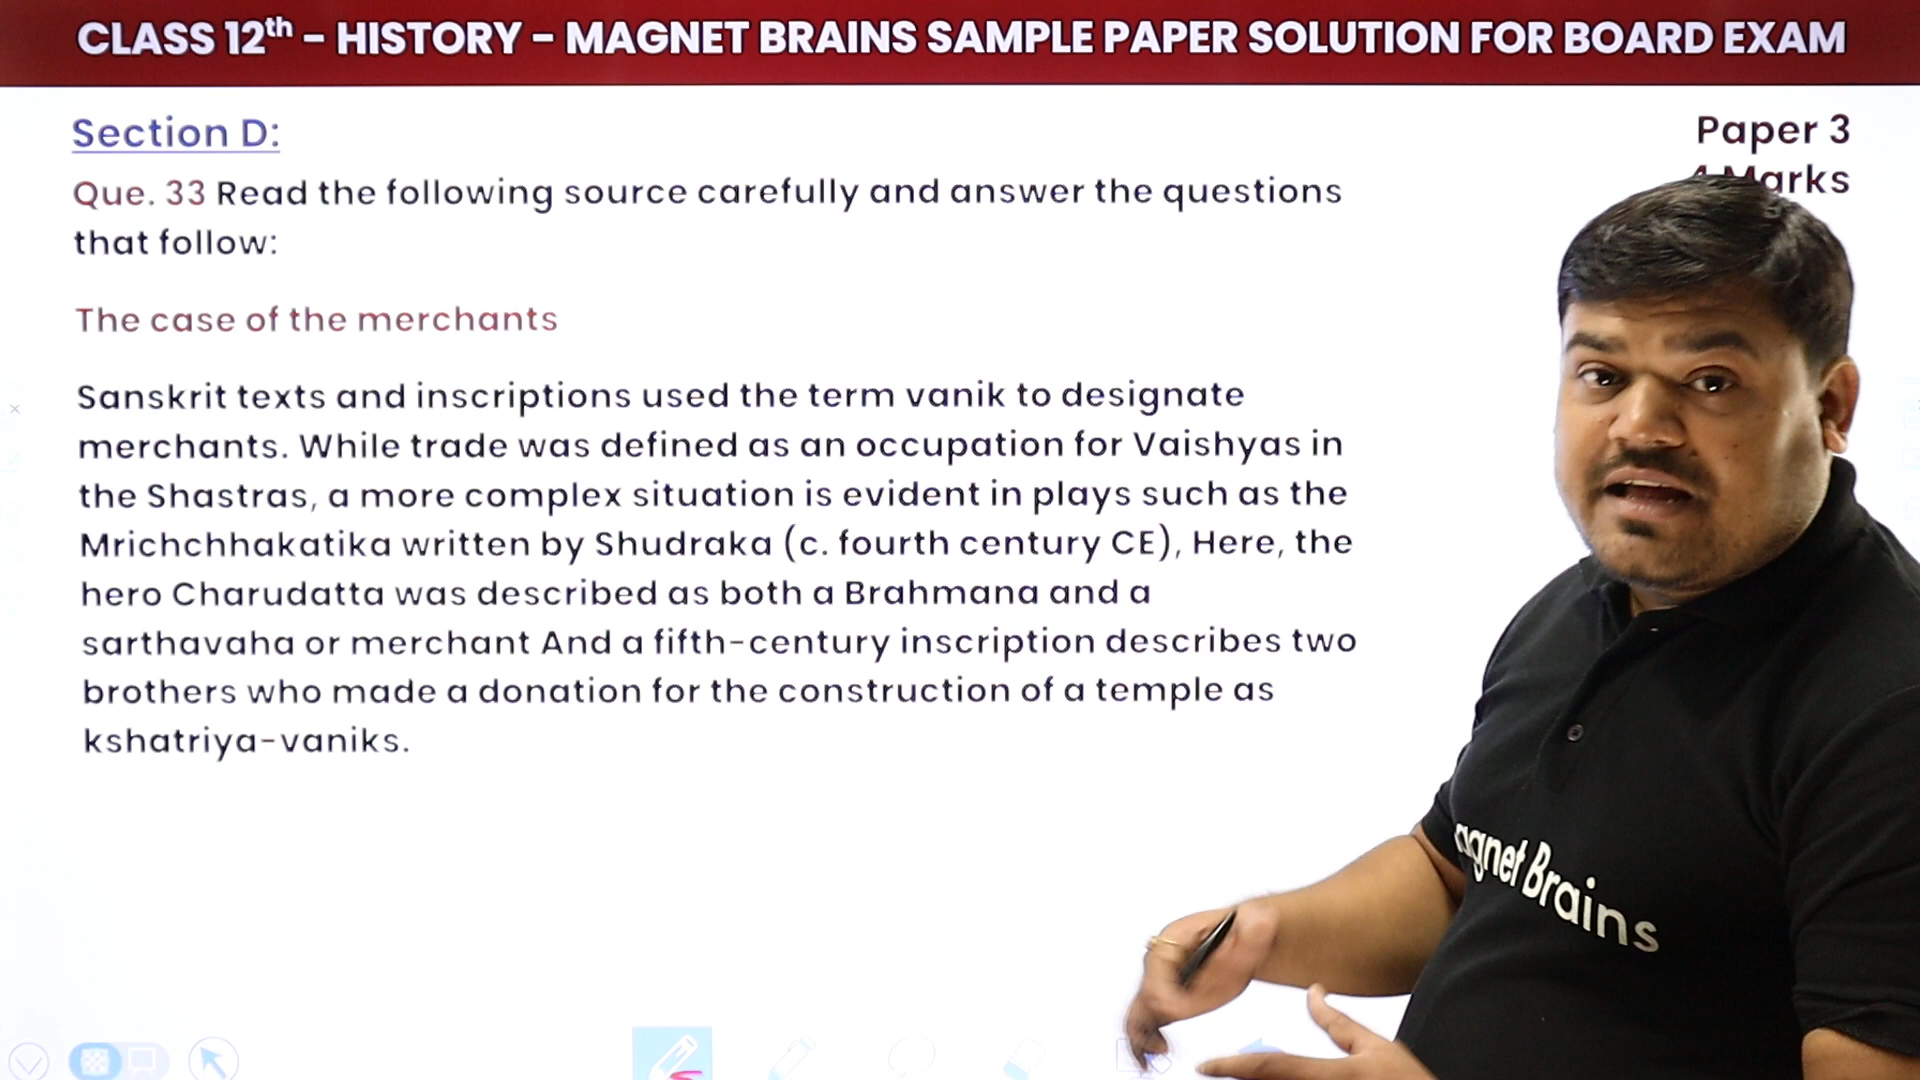 CLASS 12th - HISTORY - MAGNET BRAINS SAMPLE PAPER SOLUTION FOR BOARD EXAM
Section D:
Paper 3
4 Marks
Que. 33 Read the following source carefully and answer the questions
that follow:
The case of the merchants
Sanskrit texts and inscriptions used the term vanik to designate
merchants. While trade was defined as an occupation for Vaishyas in
the Shastras, a more complex situation is evident in plays such as the
Mrichchhakatika written by Shudraka (c. fourth century CE), Here, the
hero Charudatta was described as both a Brahmana and a
sarthavaha or merchant And a fifth-century inscription describes two
brothers who made a donation for the construction of a temple as
kshatriya-vaniks.
agnet Brains